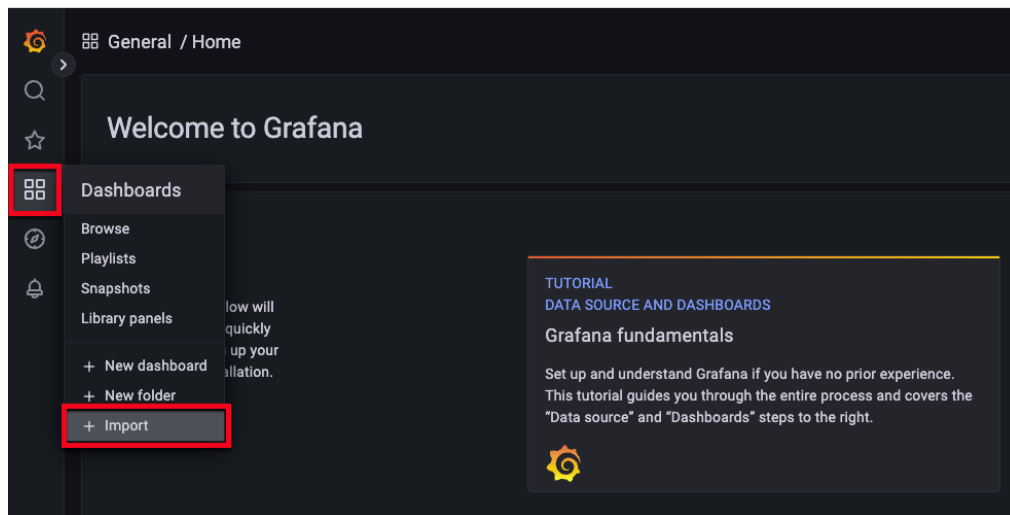 General / Home
Welcome to Grafana
Dashboards
Browse
Playlists
Snapshots
Library panels
+ New dashboard
+ New folder
+ Import
low will
quickly
up your
allation.
TUTORIAL
DATA SOURCE AND DASHBOARDS
Grafana fundamentals
Set up and understand Grafana if you have no prior experience.
This tutorial guides you through the entire process and covers the
"Data source" and "Dashboards" steps to the right.